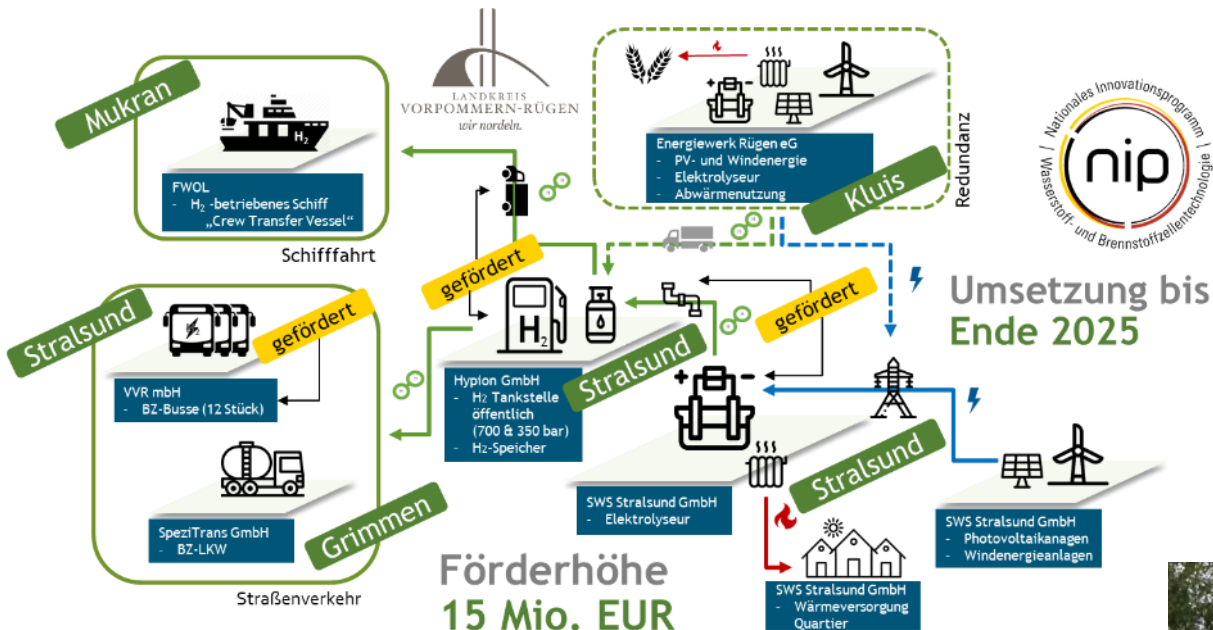 Mukran
H₂
FWOL
- H₂ -betriebenes Schiff
„Crew Transfer Vessel“
Schifffahrt
LANDKREIS
VORPOMMERN-RÜGEN
wir nordeln.
Energiewerk Rügen eG
- PV- und Windenergie
- Elektrolyseur
- Abwärmenutzung
Kluis
Redundanz
Nationales Innovationsprogramm
Wasserstoff- und Brennstoffzellentechnologie
nip
Umsetzung bis
Ende 2025
Stralsund
gefördert
VVR mbH
- BZ-Busse (12 Stück)
SpeziTrans GmbH
- BZ-LKW
Grimmen
Straßenverkehr
gefördert
H₂
Hypion GmbH
- H₂ Tankstelle
öffentlich
(700 & 350 bar)
- H₂-Speicher
Stralsund
gefördert
+ -
SWS Stralsund GmbH
- Elektrolyseur
Stralsund
SWS Stralsund GmbH
- Photovoltaikanagen
- Windenergieanlagen
SWS Stralsund GmbH
- Wärmeversorgung
Quartier
Förderhöhe
15 Mio. EUR